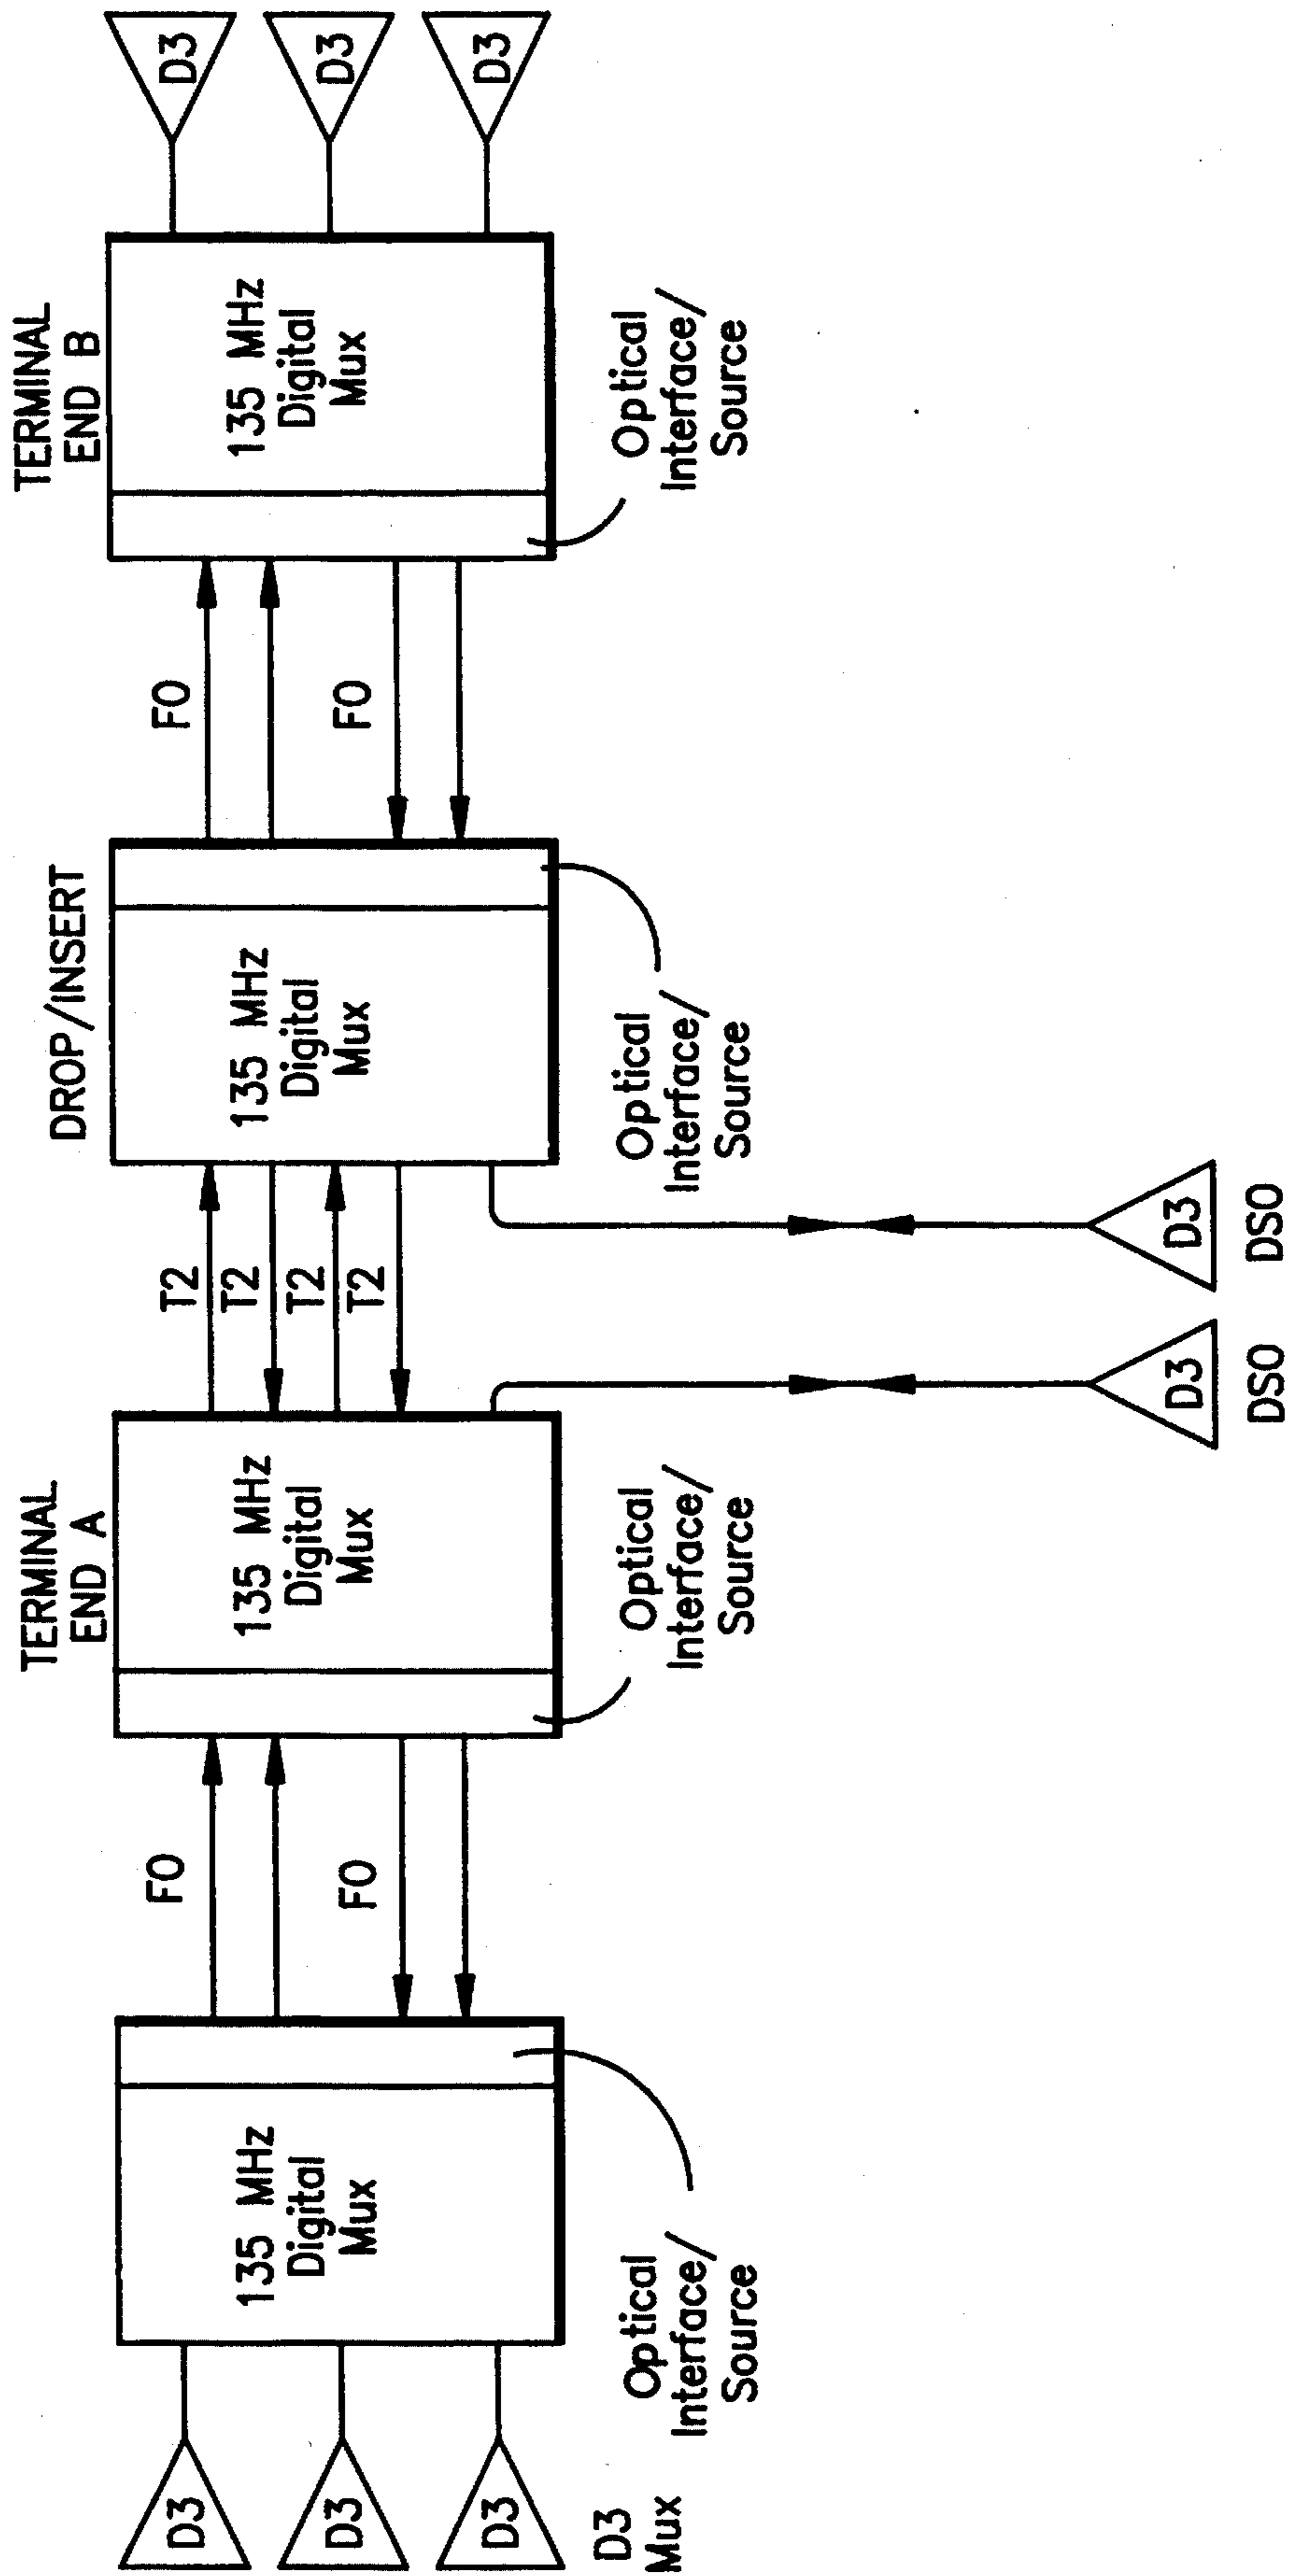 TERMINAL
END A
DROP/INSERT
TERMINAL
END B
D3
D3
D3
D3
Mux
135 MHz
Digital
Mux
Optical
Interface/
Source
FO
FO
135 MHz
Digital
Mux
Optical
Interface/
Source
T2
T2
T2
T2
135 MHz
Digital
Mux
Optical
Interface/
Source
FO
FO
135 MHz
Digital
Mux
Optical
Interface/
Source
D3
D3
D3
D3
DSO
D3
DSO